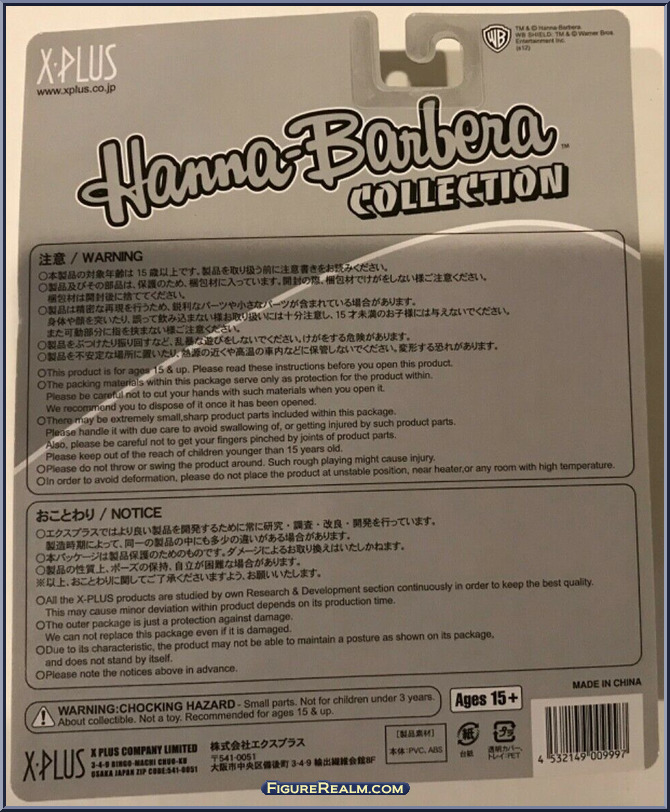 X·PLUS
www.xplus.co.jp
WB
TM & © Hanna-Barbera
WB SHIELD: TM & © Warner Bros.
Entertainment Inc.
(s12)
Hanna-Barbera™
COLLECTION
注意 / WARNING
○本製品の対象年齢は 15 歳以上です。製品を取り扱う前に注意書きをお読みください。
○製品及びその部品は、保護のため、梱包材に入っています。開封の際、梱包材でけがをしない様ご注意ください。
梱包材は開封後に捨ててください。
○製品は精密な再現を行うため、鋭利なパーツや小さなパーツが含まれている場合があります。
身体や顔を突いたり、誤って飲み込まない様お取り扱いには十分注意し、15 才未満のお子様には与えないでください。
また可動部分に指を挟まない様ご注意ください。
○製品をぶつけたり振り回すなど、乱暴な遊びをしないでください。けがをする危険があります。
○製品を不安定な場所に置いたり、熱源の近くや高温の車内などに保管しないでください。変形する恐れがあります。
○This product is for ages 15 & up. Please read these instructions before you open this product.
○The packing materials within this package serve only as protection for the product within.
Please be careful not to cut your hands with such materials when you open it.
We recommend you to dispose of it once it has been opened.
○There may be extremely small,sharp product parts included within this package.
Please handle it with due care to avoid swallowing of, or getting injured by such product parts.
Also, please be careful not to get your fingers pinched by joints of product parts.
Please keep out of the reach of children younger than 15 years old.
○Please do not throw or swing the product around. Such rough playing might cause injury.
○In order to avoid deformation, please do not place the product at unstable position, near heater,or any room with high temperature.
おことわり / NOTICE
○エクスプラスではより良い製品を開発するために常に研究・調査・改良・開発を行っています。
製造時期によって、同一の製品の中にも多少の違いがある場合があります。
○本パッケージは製品保護のためのものです。ダメージによるお取り換えはいたしかねます。
○製品の性質上、ポーズの保持、自立が困難な場合があります。
※以上、おことわりに関してご了承くださいますよう、お願いいたします。
○All the X-PLUS products are studied by own Research & Development section continuously in order to keep the best quality.
This may cause minor deviation within product depends on its production time.
○The outer package is just a protection against damage.
We can not replace this package even if it is damaged.
○Due to its characteristic, the product may not be able to maintain a posture as shown on its package,
and does not stand by itself.
○Please note the notices above in advance.
WARNING:CHOCKING HAZARD - Small parts. Not for children under 3 years.
About collectible. Not a toy. Recommended for ages 15 & up.
Ages 15+
MADE IN CHINA
X·PLUS
X PLUS COMPANY LIMITED
3-4-9 BINGO-MACHI CHUO-KU
OSAKA JAPAN ZIP CODE:541-0051
株式会社エクスプラス
〒541-0051
大阪市中央区備後町 3-4-9 輸出繊維会館8F
【製品素材】
本体:PVC, ABS
紙
台紙
プラ
透明カバー、
トレイ:PET
4 532149 009997
FigureRealm.com